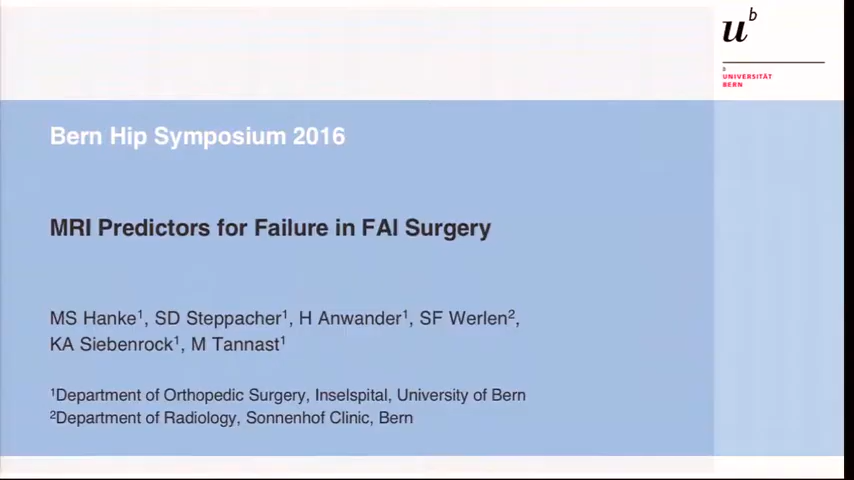 u^b
b
UNIVERSITÄT
BERN
Bern Hip Symposium 2016
MRI Predictors for Failure in FAI Surgery
MS Hanke¹, SD Steppacher¹, H Anwander¹, SF Werlen²,
KA Siebenrock¹, M Tannast¹
¹Department of Orthopedic Surgery, Inselspital, University of Bern
²Department of Radiology, Sonnenhof Clinic, Bern